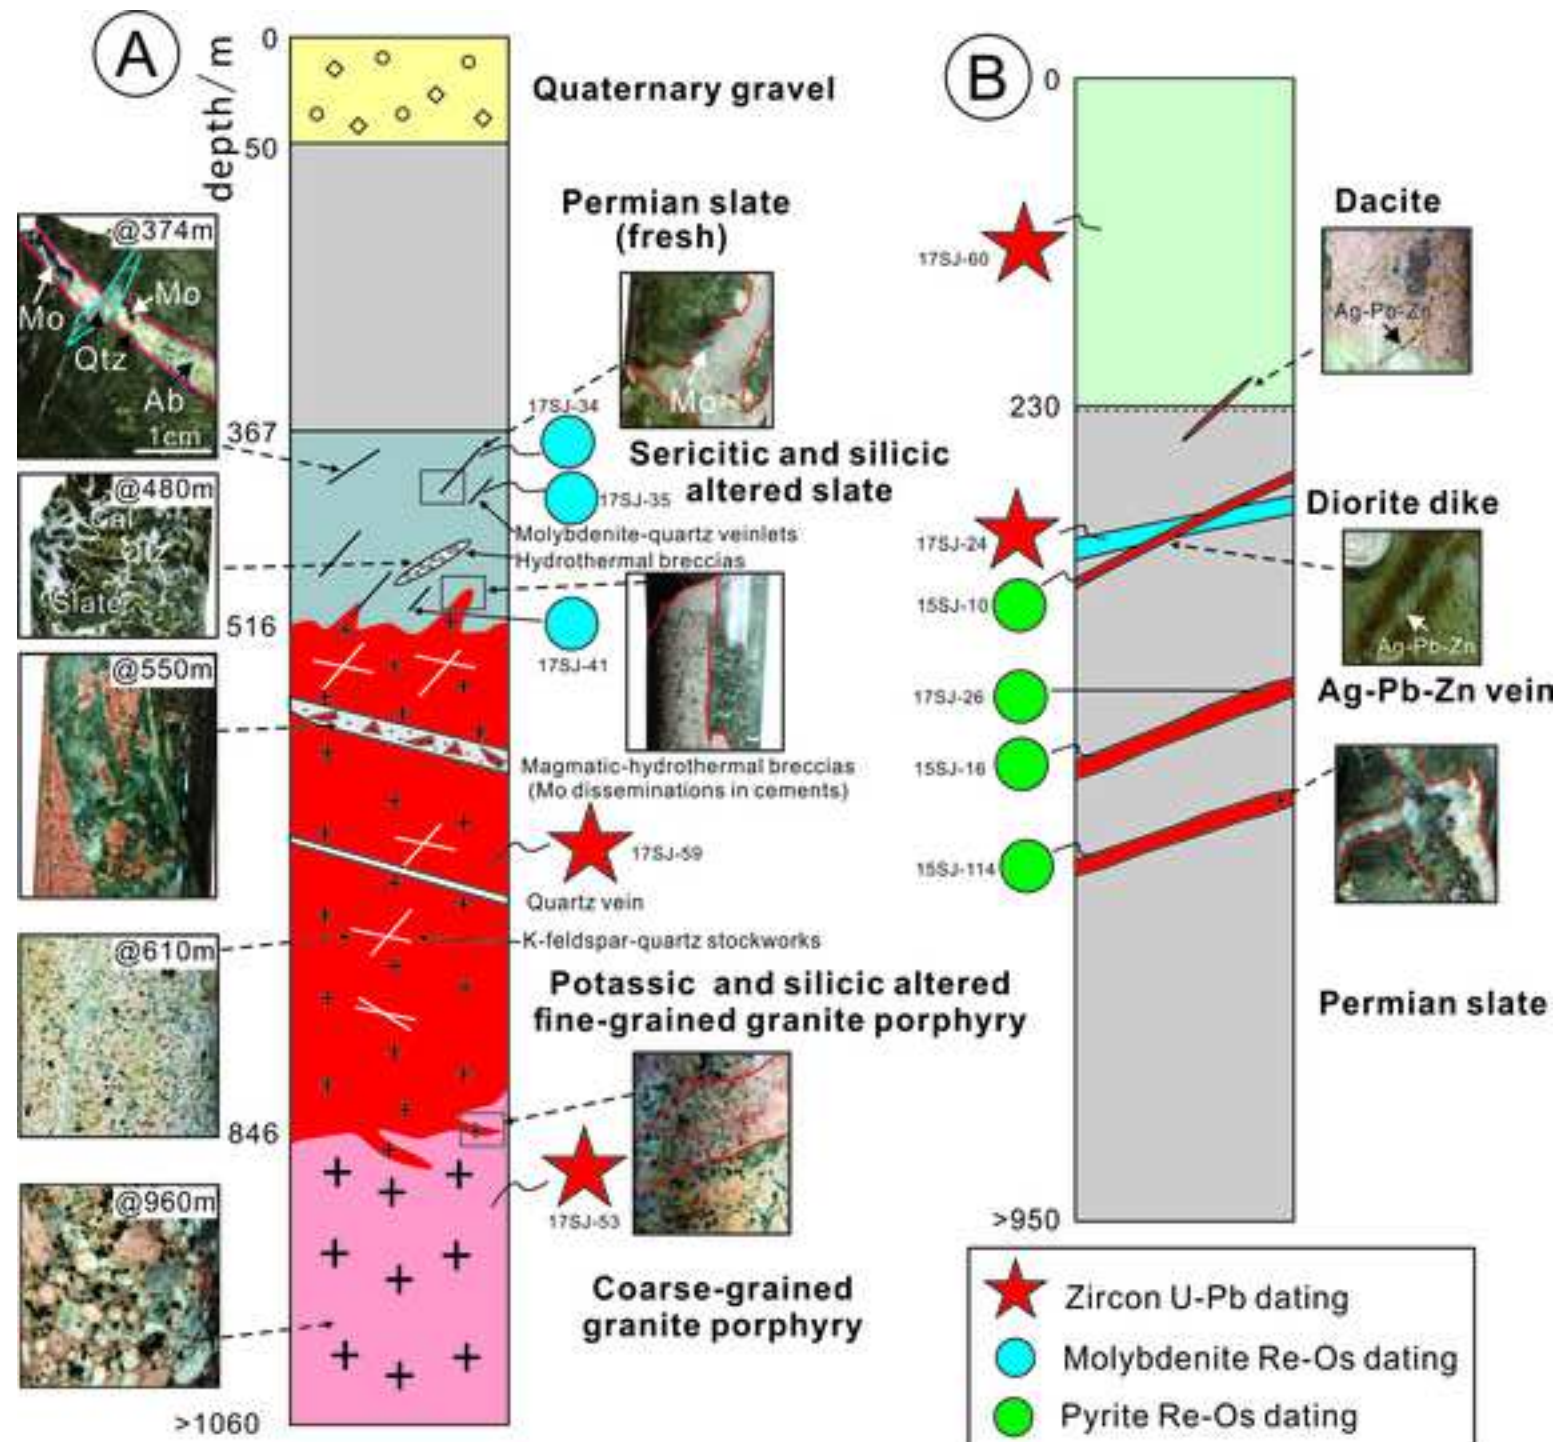 A
depth/m
0
50
367
516
846
>1060
Quaternary gravel
Permian slate
(fresh)
Mo
@374m
Mo
Mo
Qtz
Ab
1cm
@480m
Cal
Qtz
Slate
@550m
@610m
@960m
17SJ-34
17SJ-35
17SJ-41
Sericitic and silicic
altered slate
Molybdenite-quartz veinlets
Hydrothermal breccias
Magmatic-hydrothermal breccias
(Mo disseminations in cements)
17SJ-59
Quartz vein
K-feldspar-quartz stockworks
Potassic and silicic altered
fine-grained granite porphyry
17SJ-53
Coarse-grained
granite porphyry
B
0
230
>950
17SJ-60
Dacite
Ag-Pb-Zn
17SJ-24
Diorite dike
15SJ-10
Ag-Pb-Zn
17SJ-26
Ag-Pb-Zn vein
15SJ-16
15SJ-114
Permian slate
Zircon U-Pb dating
Molybdenite Re-Os dating
Pyrite Re-Os dating